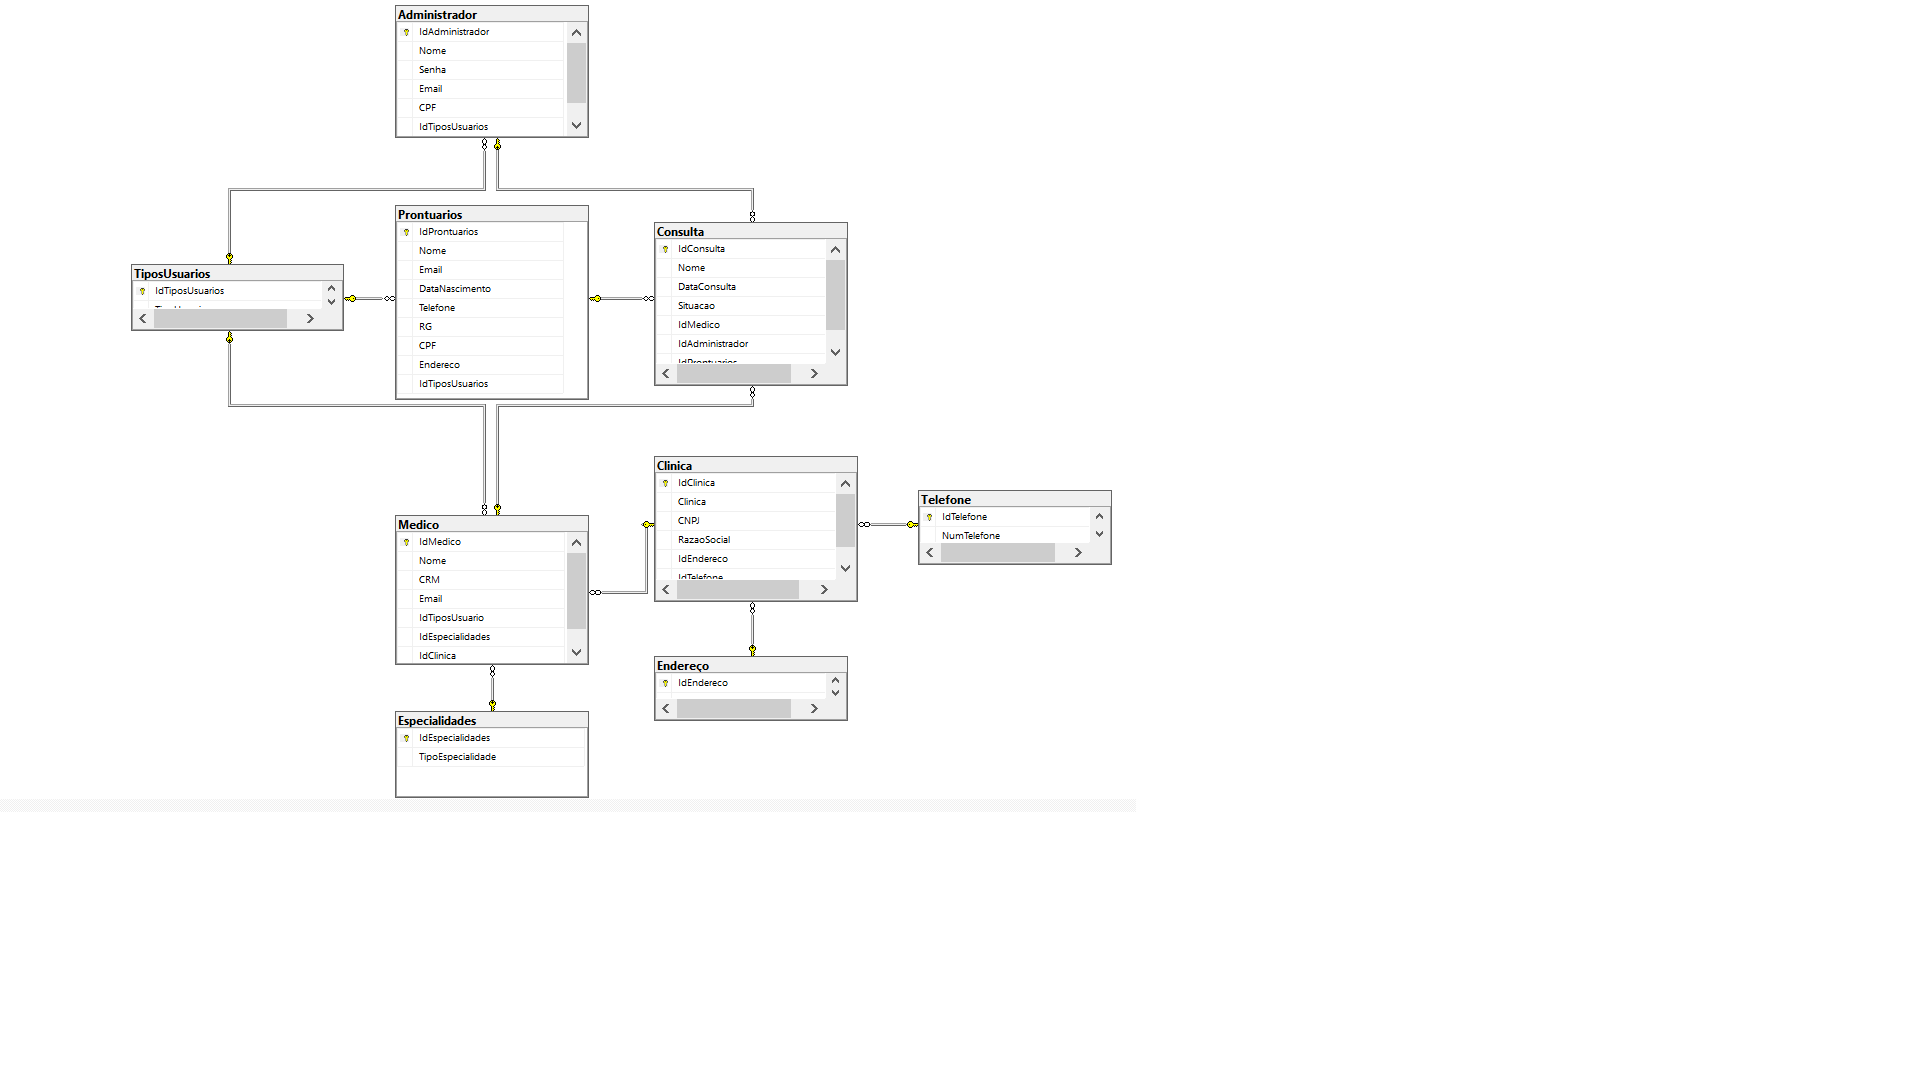 Administrador
IdAdministrador
Nome
Senha
Email
CPF
IdTiposUsuarios
Prontuarios
IdProntuarios
Nome
Email
DataNascimento
Telefone
RG
CPF
Endereco
IdTiposUsuarios
Consulta
IdConsulta
Nome
DataConsulta
Situacao
IdMedico
IdAdministrador
IdProntuarios
TiposUsuarios
IdTiposUsuarios
Clinica
IdClinica
Clinica
CNPJ
RazaoSocial
IdEndereco
IdTelefone
Telefone
IdTelefone
NumTelefone
Medico
IdMedico
Nome
CRM
Email
IdTiposUsuario
IdEspecialidades
IdClinica
Endereço
IdEndereco
Especialidades
IdEspecialidades
TipoEspecialidade